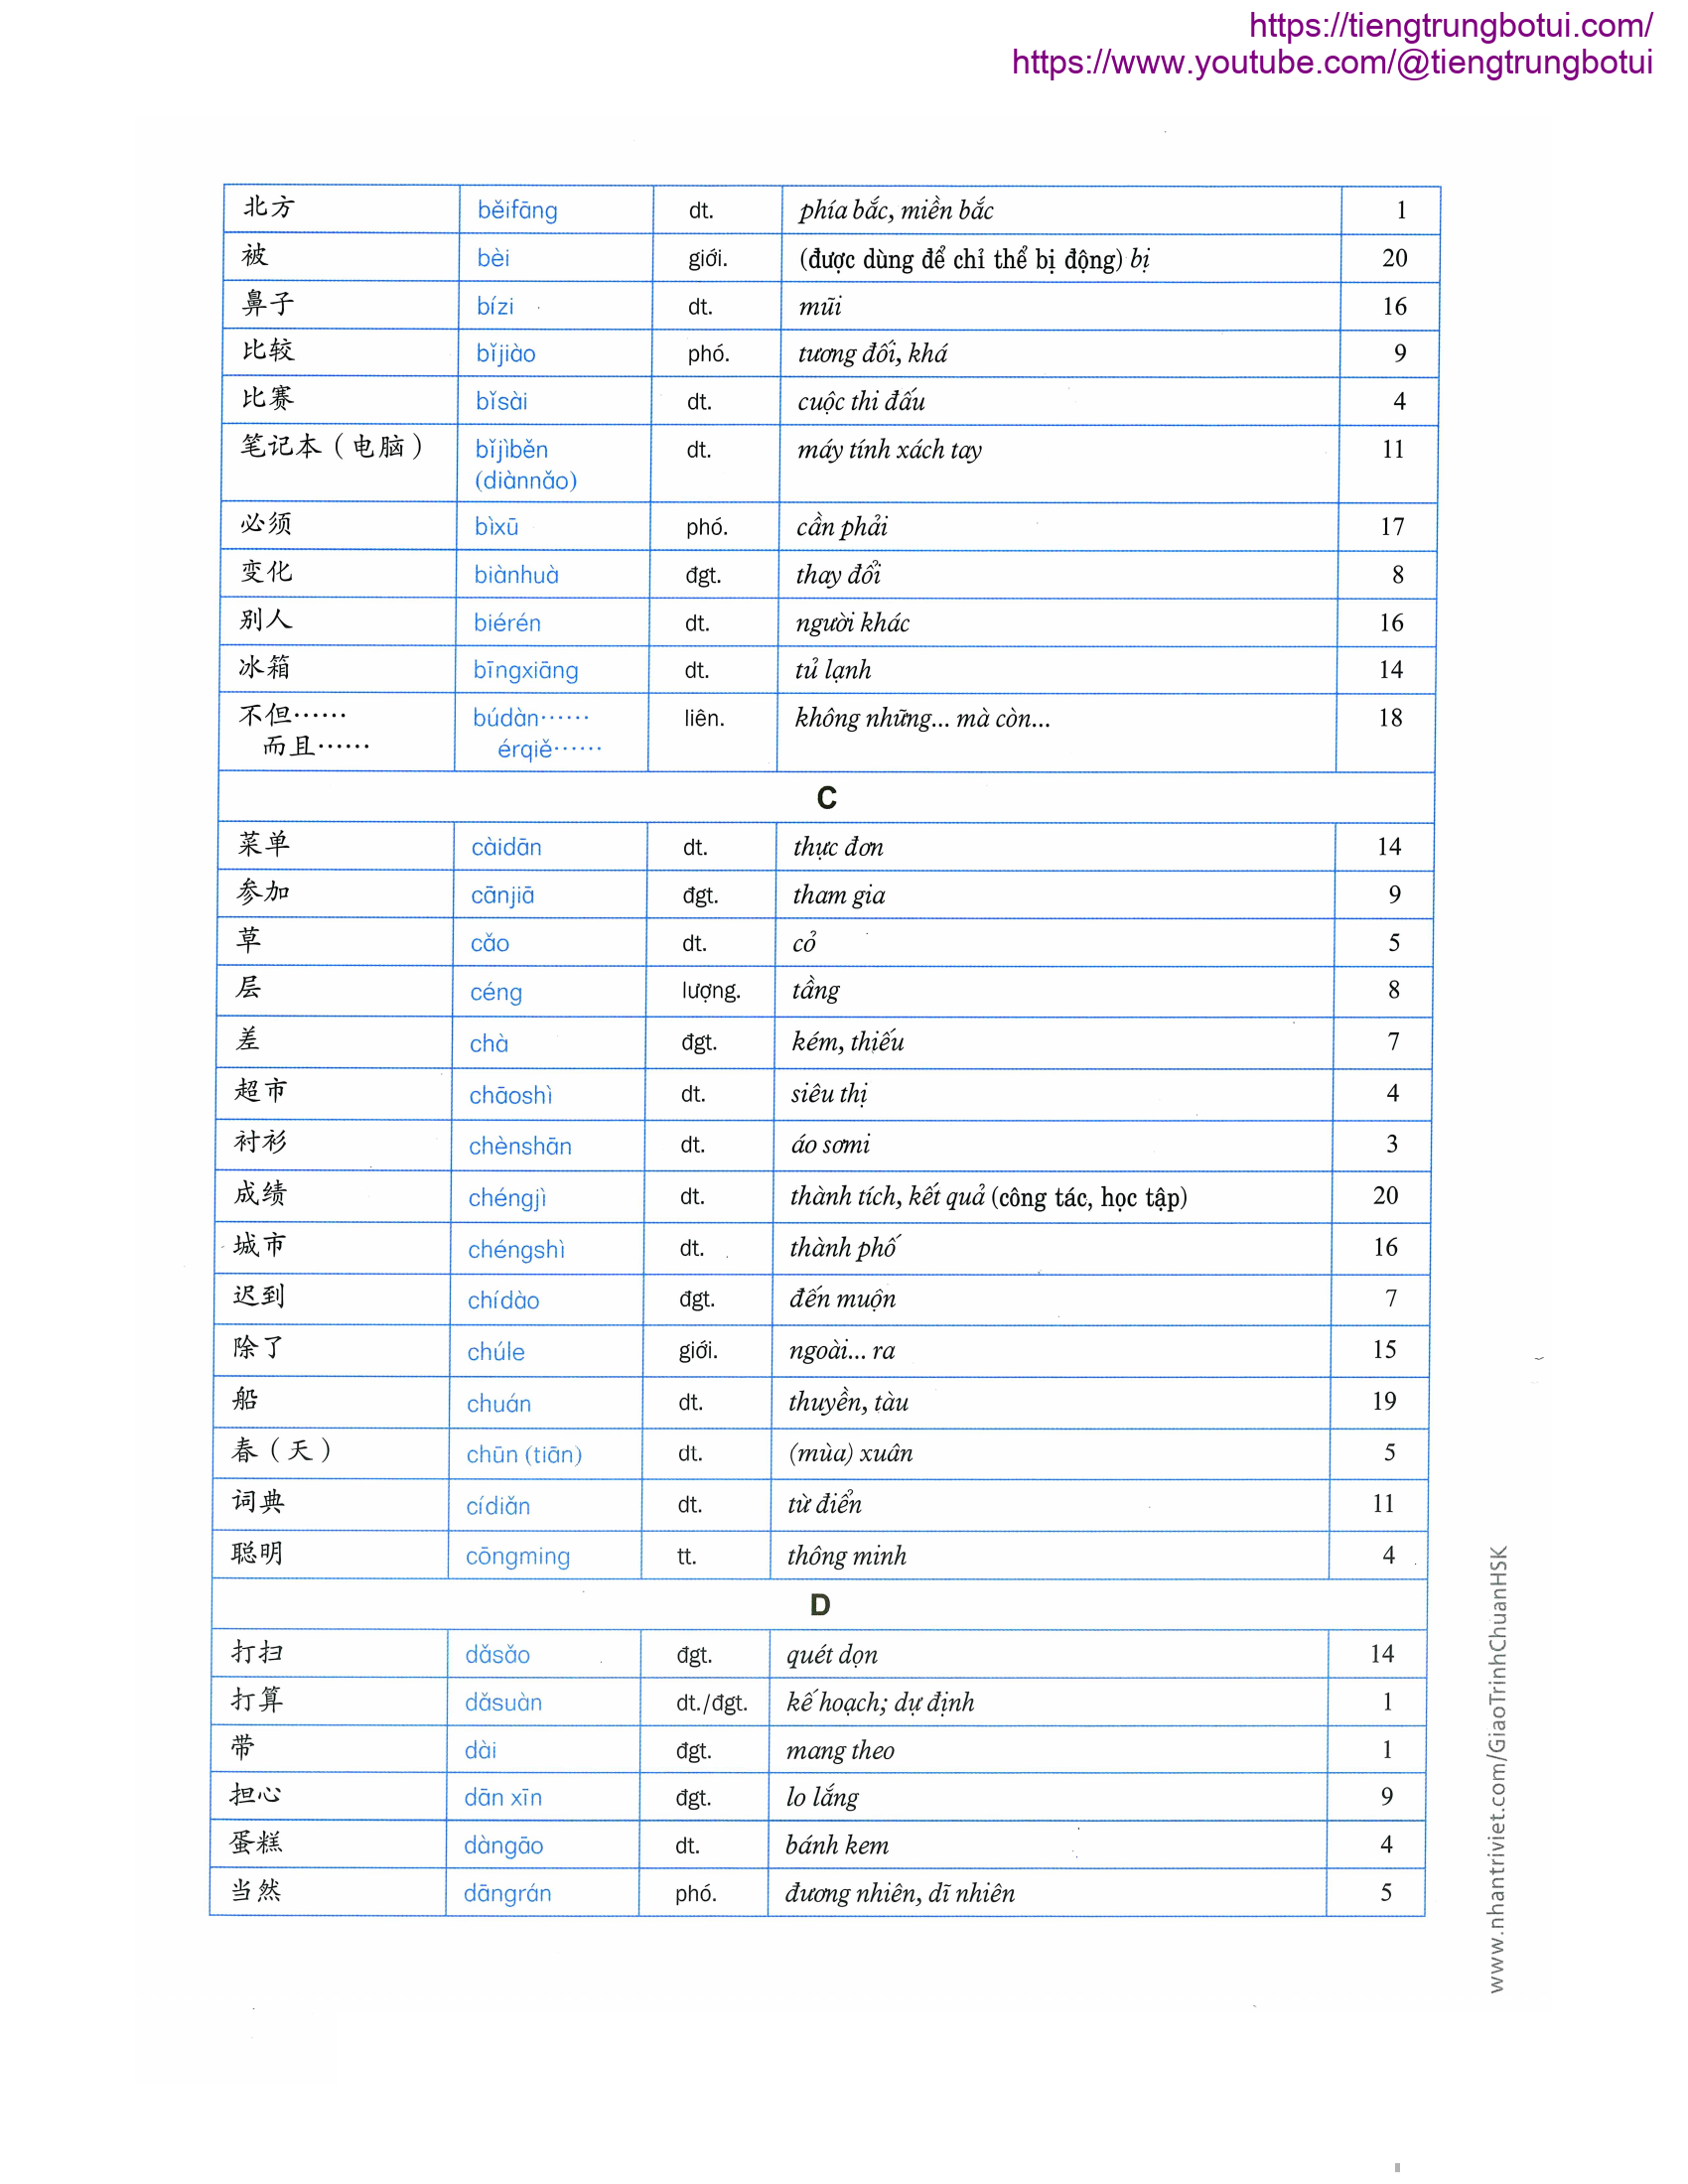 https://tiengtrungbotui.com/
https://www.youtube.com/@tiengtrungbotui
北方 běifāng dt. phía bắc, miền bắc 1
被 bèi giới. (được dùng để chỉ thể bị động) bị 20
鼻子 bízi dt. mũi 16
比较 bǐjiào phó. tương đối, khá 9
比赛 bǐsài dt. cuộc thi đấu 4
笔记本（电脑） bǐjìběn dt. máy tính xách tay 11
(diànnǎo)
必须 bìxū phó. cần phải 17
变化 biànhuà đgt. thay đổi 8
别人 biérén dt. người khác 16
冰箱 bīngxiāng dt. tủ lạnh 14
不但…… búdàn…… liên. không những... mà còn... 18
而且…… érqiě……
C
菜单 càidān dt. thực đơn 14
参加 cānjiā đgt. tham gia 9
草 cǎo dt. cỏ 5
层 céng lượng. tầng 8
差 chà đgt. kém, thiếu 7
超市 chāoshì dt. siêu thị 4
衬衫 chènshān dt. áo sơmi 3
成绩 chéngjì dt. thành tích, kết quả (công tác, học tập) 20
城市 chéngshì dt. thành phố 16
迟到 chídào đgt. đến muộn 7
除了 chúle giới. ngoài... ra 15
船 chuán dt. thuyền, tàu 19
春（天） chūn (tiān) dt. (mùa) xuân 5
词典 cídiǎn dt. từ điển 11
聪明 cōngming tt. thông minh 4
D
打扫 dǎsǎo đgt. quét dọn 14
打算 dǎsuàn dt./đgt. kế hoạch; dự định 1
带 dài đgt. mang theo 1
担心 dān xīn đgt. lo lắng 9
蛋糕 dàngāo dt. bánh kem 4
当然 dāngrán phó. đương nhiên, dĩ nhiên 5
www.nhantriviet.com/GiaoTrinhChuanHSK